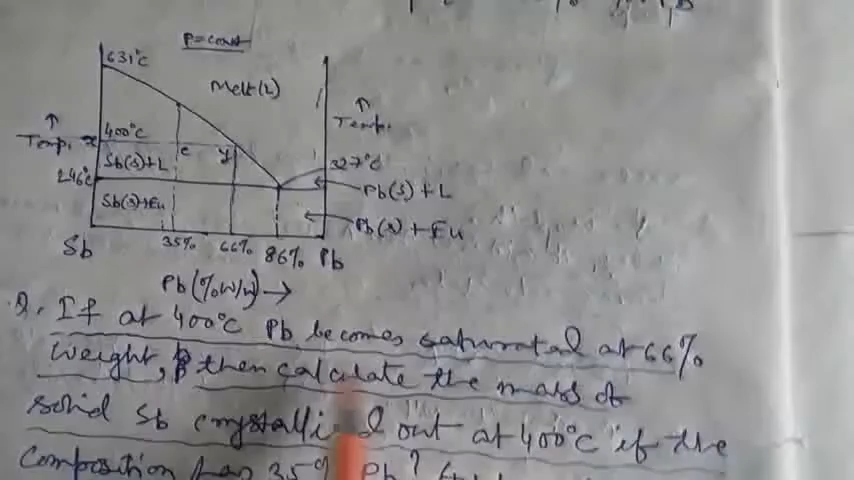 P=const
631°C
Melt(L)
↑
Temp.
↑
Temp.
x
400°C
e
y
327°C
Sb(s)+L
246°C
Pb(s) + L
Sb(s)+Eu
Pb(s) + Eu
Sb
35%
66%
86%
Pb
Pb(%W/W) →
Q. If at 400°C Pb becomes saturated at 66%
weight, then calculate the mass of
solid Sb crystallized out at 400°C if the
composition has 35% Pb?